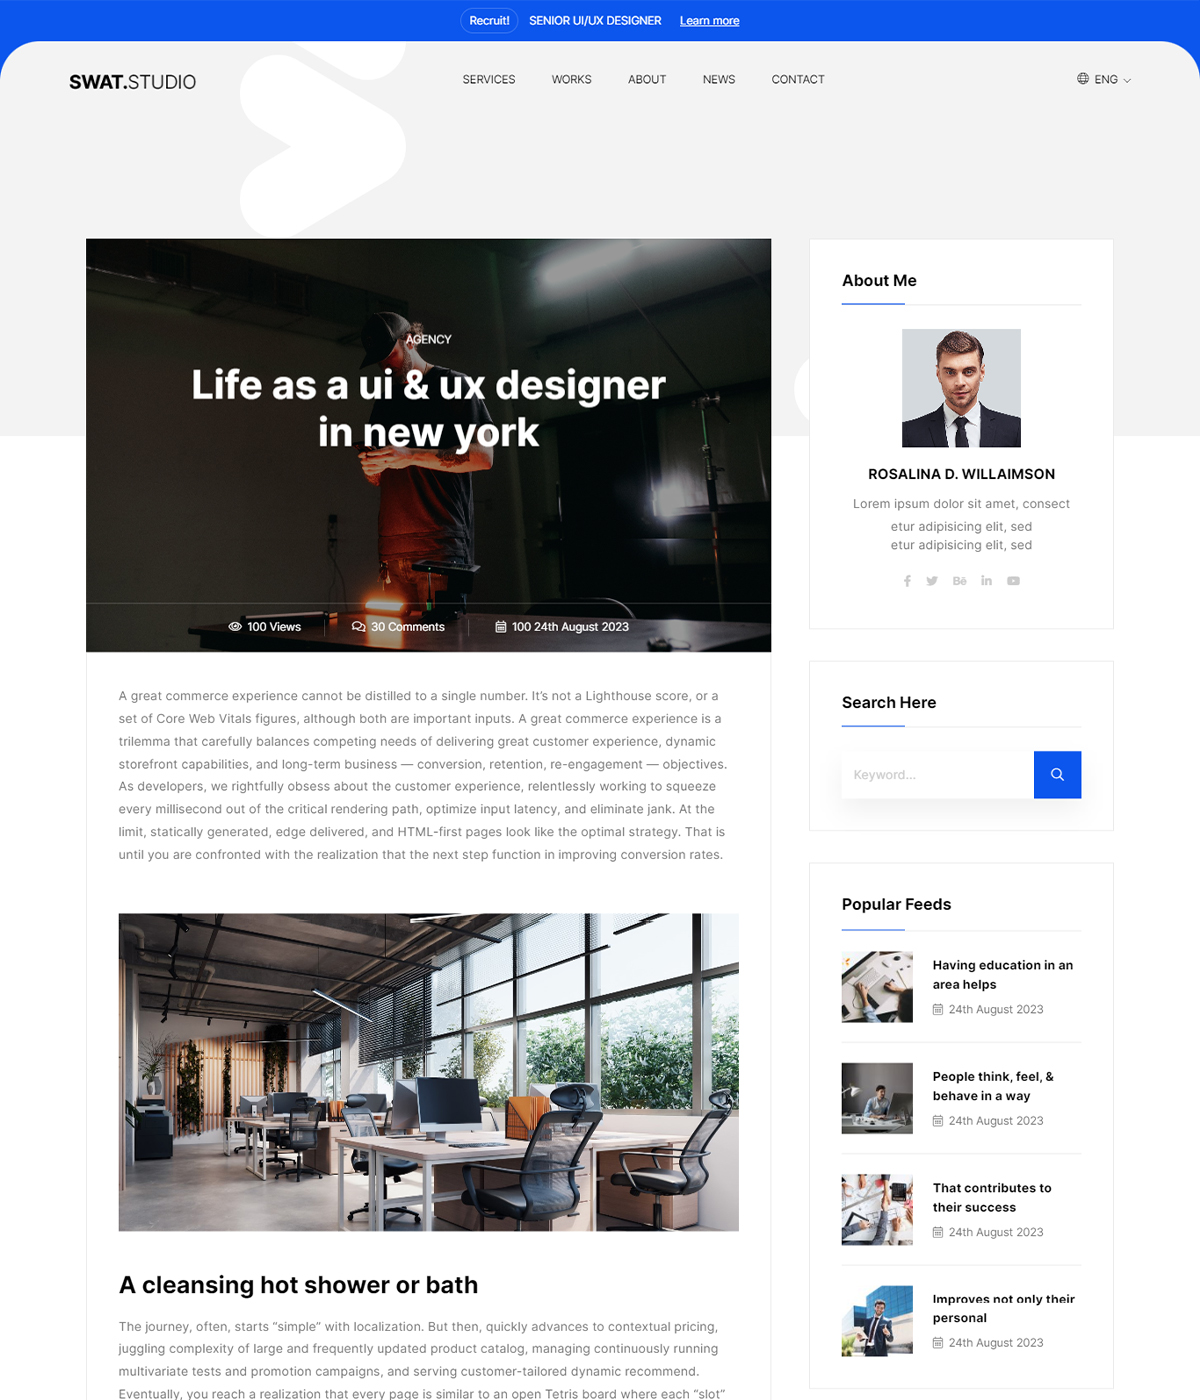 Recruit! SENIOR UI/UX DESIGNER Learn more
SWAT.STUDIO
SERVICES WORKS ABOUT NEWS CONTACT
ENG
AGENCY
Life as a ui & ux designer
in new york
100 Views 30 Comments 100 24th August 2023
A great commerce experience cannot be distilled to a single number. It’s not a Lighthouse score, or a
set of Core Web Vitals figures, although both are important inputs. A great commerce experience is a
trilemma that carefully balances competing needs of delivering great customer experience, dynamic
storefront capabilities, and long-term business — conversion, retention, re-engagement — objectives.
As developers, we rightfully obsess about the customer experience, relentlessly working to squeeze
every millisecond out of the critical rendering path, optimize input latency, and eliminate jank. At the
limit, statically generated, edge delivered, and HTML-first pages look like the optimal strategy. That is
until you are confronted with the realization that the next step function in improving conversion rates.
A cleansing hot shower or bath
The journey, often, starts “simple” with localization. But then, quickly advances to contextual pricing,
juggling complexity of large and frequently updated product catalog, managing continuously running
multivariate tests and promotion campaigns, and serving customer-tailored dynamic recommend.
Eventually, you reach a realization that every page is similar to an open Tetris board where each “slot”
About Me
ROSALINA D. WILLAIMSON
Lorem ipsum dolor sit amet, consect
etur adipisicing elit, sed
etur adipisicing elit, sed
Search Here
Keyword...
Popular Feeds
Having education in an
area helps
24th August 2023
People think, feel, &
behave in a way
24th August 2023
That contributes to
their success
24th August 2023
Improves not only their
personal
24th August 2023